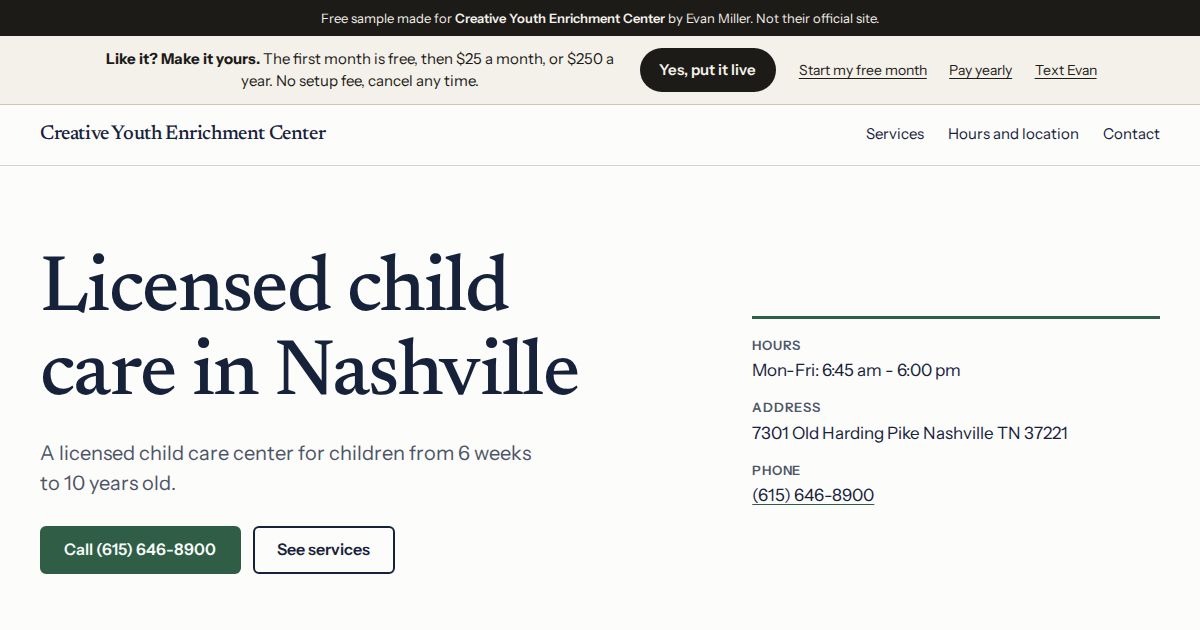 Free sample made for Creative Youth Enrichment Center by Evan Miller. Not their official site.
Like it? Make it yours. The first month is free, then $25 a month, or $250 a
year. No setup fee, cancel any time.
Yes, put it live
Start my free month
Pay yearly
Text Evan
Creative Youth Enrichment Center
Services
Hours and location
Contact
Licensed child
care in Nashville
A licensed child care center for children from 6 weeks
to 10 years old.
Call (615) 646-8900
See services
HOURS
Mon-Fri: 6:45 am - 6:00 pm
ADDRESS
7301 Old Harding Pike Nashville TN 37221
PHONE
(615) 646-8900